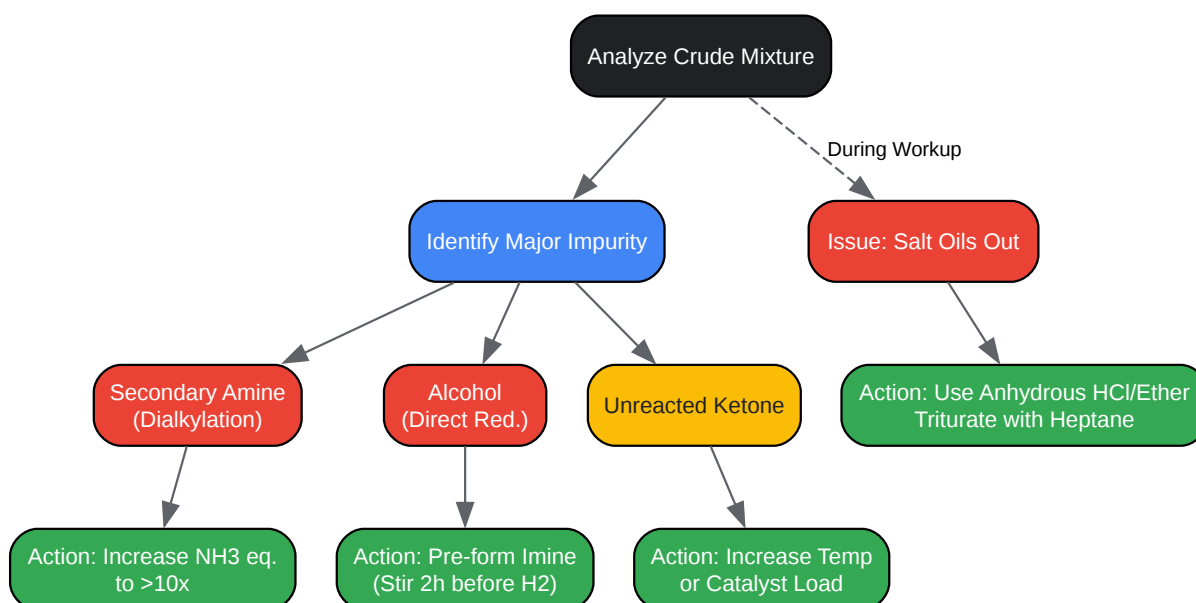 Analyze Crude Mixture
During Workup
Identify Major Impurity
Issue: Salt Oils Out
Secondary Amine
(Dialkylation)
Alcohol
(Direct Red.)
Unreacted Ketone
Action: Use Anhydrous HCl/Ether
Triturate with Heptane
Action: Increase NH3 eq.
to >10x
Action: Pre-form Imine
(Stir 2h before H2)
Action: Increase Temp
or Catalyst Load